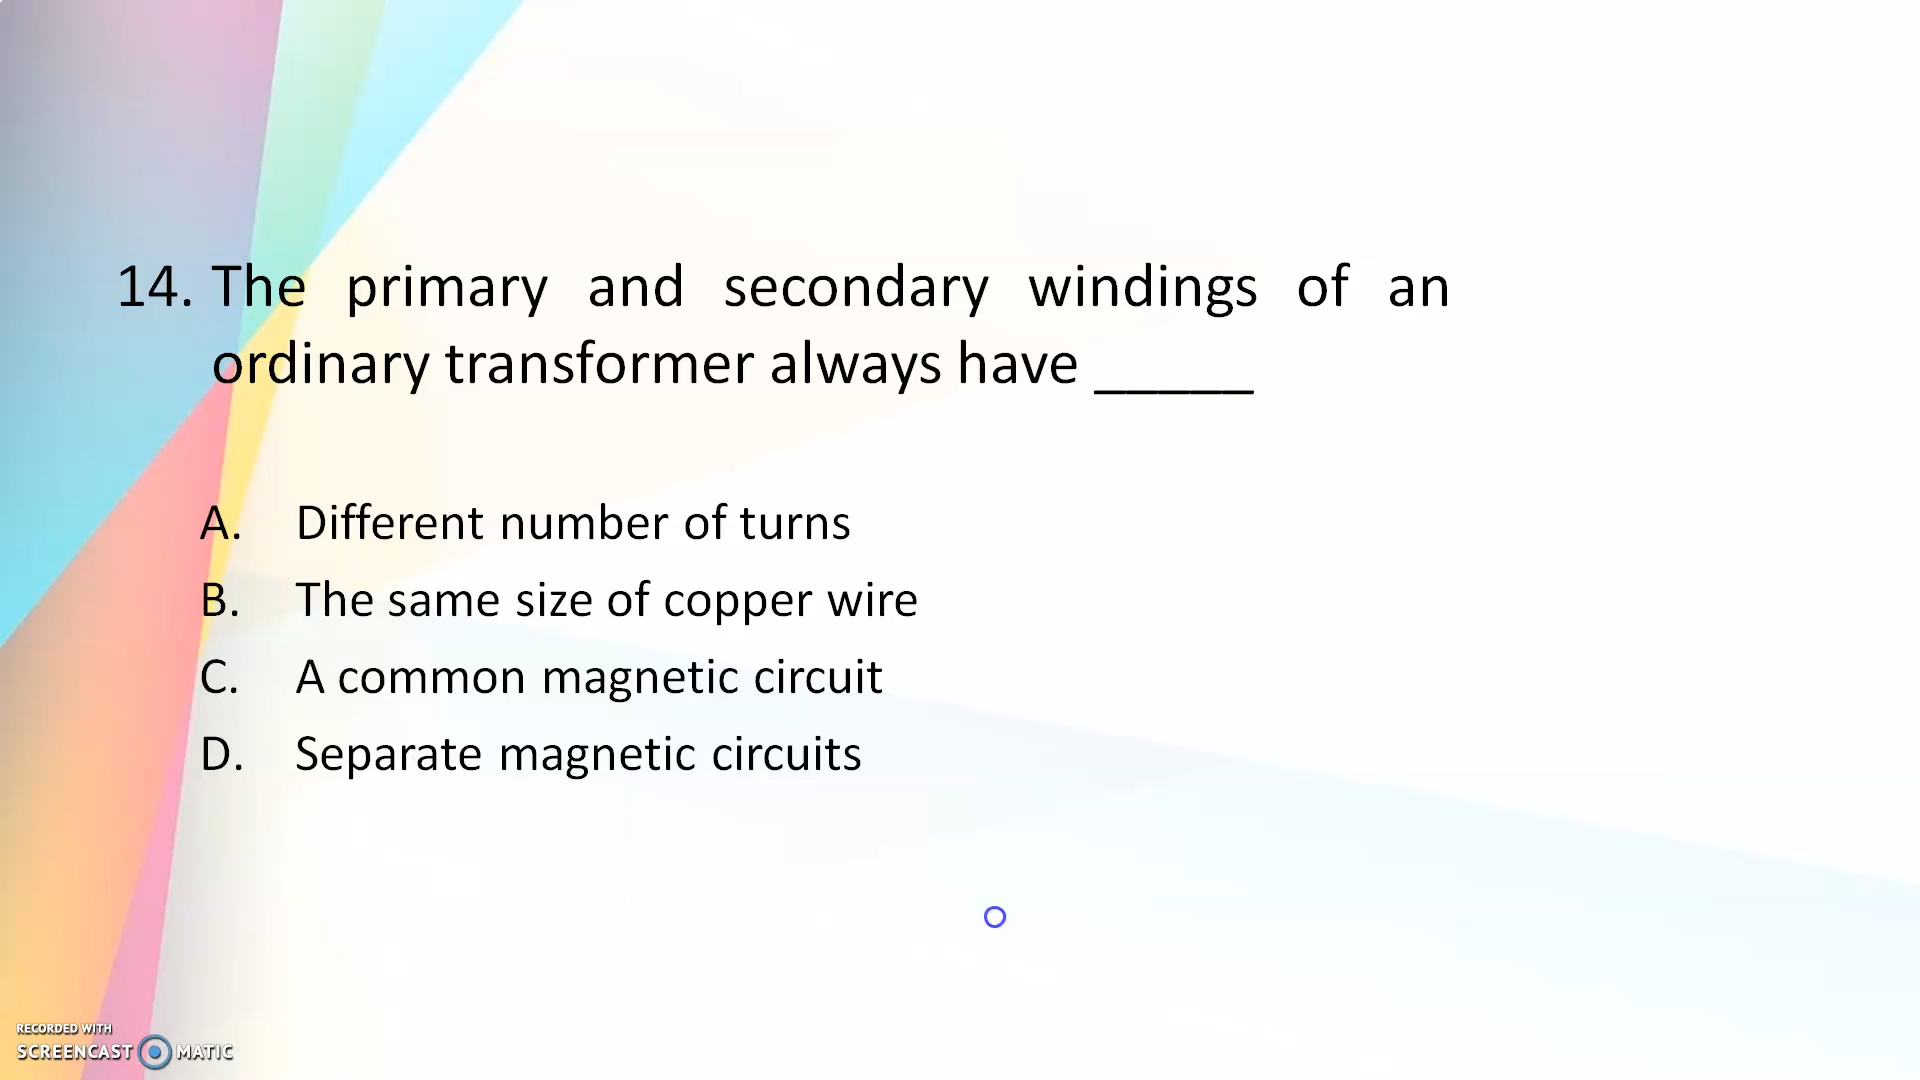 14. The primary and secondary windings of an
ordinary transformer always have _____
A. Different number of turns
B. The same size of copper wire
C. A common magnetic circuit
D. Separate magnetic circuits
RECORDED WITH
SCREENCAST MATIC